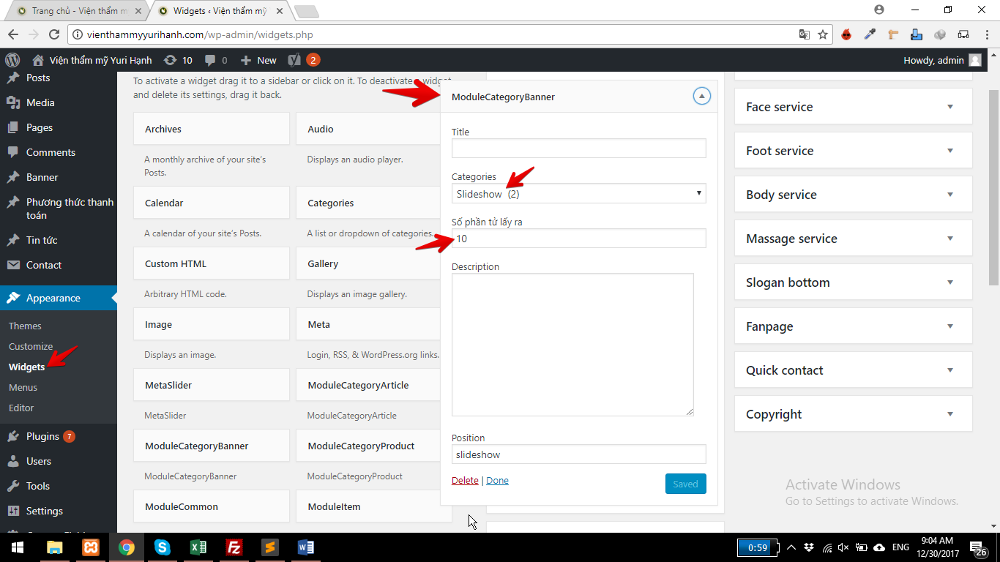 Trang chủ - Viện thẩm m
Widgets ‹ Viện thẩm mỹ
vienthammyyurihanh.com/wp-admin/widgets.php
Viện thẩm mỹ Yuri Hạnh
10
0
New
2
Howdy, admin
Posts
Media
Pages
Comments
Banner
Phương thức thanh
toán
Tin tức
Contact
Appearance
Themes
Customize
Widgets
Menus
Editor
Plugins 7
Users
Tools
Settings
To activate a widget drag it to a sidebar or click on it. To deactivate a widget
and delete its settings, drag it back.
Archives
A monthly archive of your site's
Posts.
Audio
Displays an audio player.
Calendar
A calendar of your site's Posts.
Categories
A list or dropdown of categories.
Custom HTML
Arbitrary HTML code.
Gallery
Displays an image gallery.
Image
Displays an image.
Meta
Login, RSS, & WordPress.org links.
MetaSlider
MetaSlider
ModuleCategoryArticle
ModuleCategoryArticle
ModuleCategoryBanner
ModuleCategoryBanner
ModuleCategoryProduct
ModuleCategoryProduct
ModuleCommon
ModuleItem
ModuleCategoryBanner
Title
Categories
Slideshow (2)
Số phần tử lấy ra
10
Description
Position
slideshow
Delete | Done
Saved
Face service
Foot service
Body service
Massage service
Slogan bottom
Fanpage
Quick contact
Copyright
Activate Windows
Go to Settings to activate Windows.
0:59
ENG
9:04 AM
12/30/2017
26